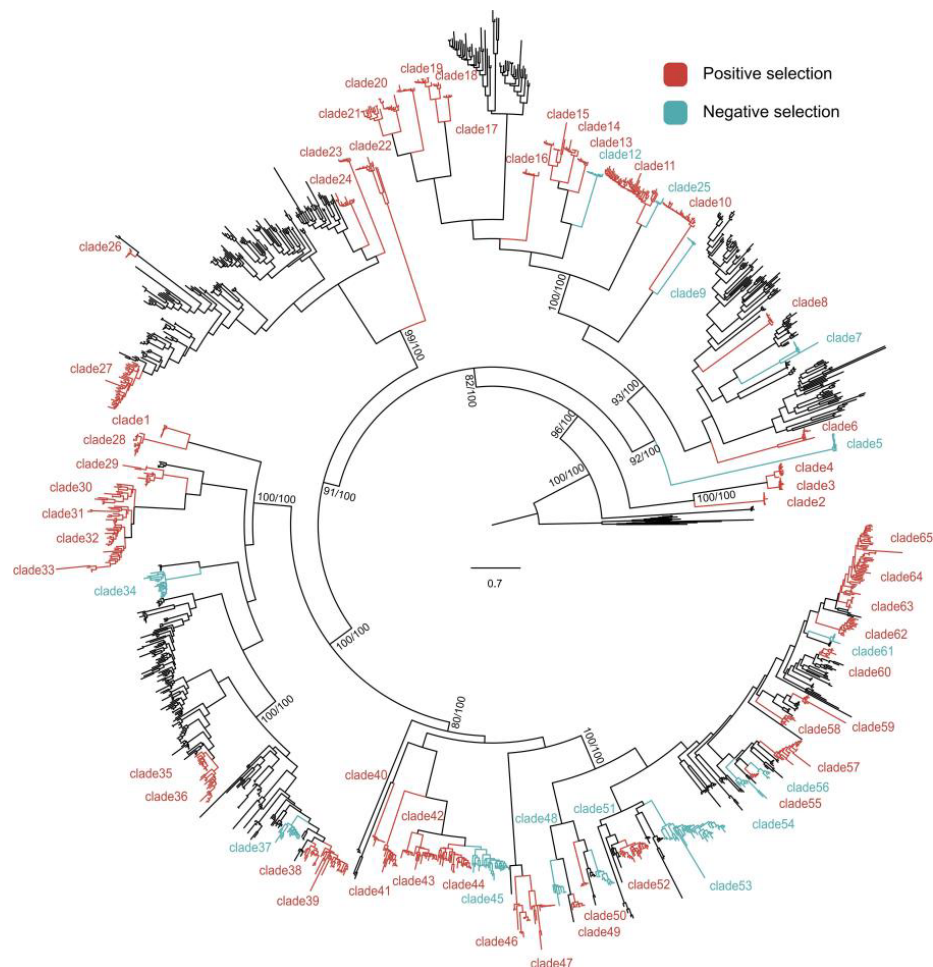 Positive selection
Negative selection
clade19
clade20
clade18
clade21
clade17
clade15
clade14
clade13
clade12
clade11
clade16
clade25
clade10
clade22
clade23
clade24
clade26
clade9
clade8
clade7
clade27
clade1
clade28
clade29
clade30
clade31
clade32
clade33
clade34
clade6
clade5
clade4
clade3
clade2
100/100
99/100
82/100
93/100
96/100
92/100
100/100
100/100
91/100
100/100
0.7
100/100
100/100
80/100
100/100
clade65
clade64
clade63
clade62
clade61
clade60
clade59
clade58
clade57
clade56
clade55
clade54
clade53
clade35
clade36
clade37
clade38
clade39
clade40
clade42
clade41
clade43
clade44
clade45
clade48
clade51
clade52
clade50
clade49
clade46
clade47